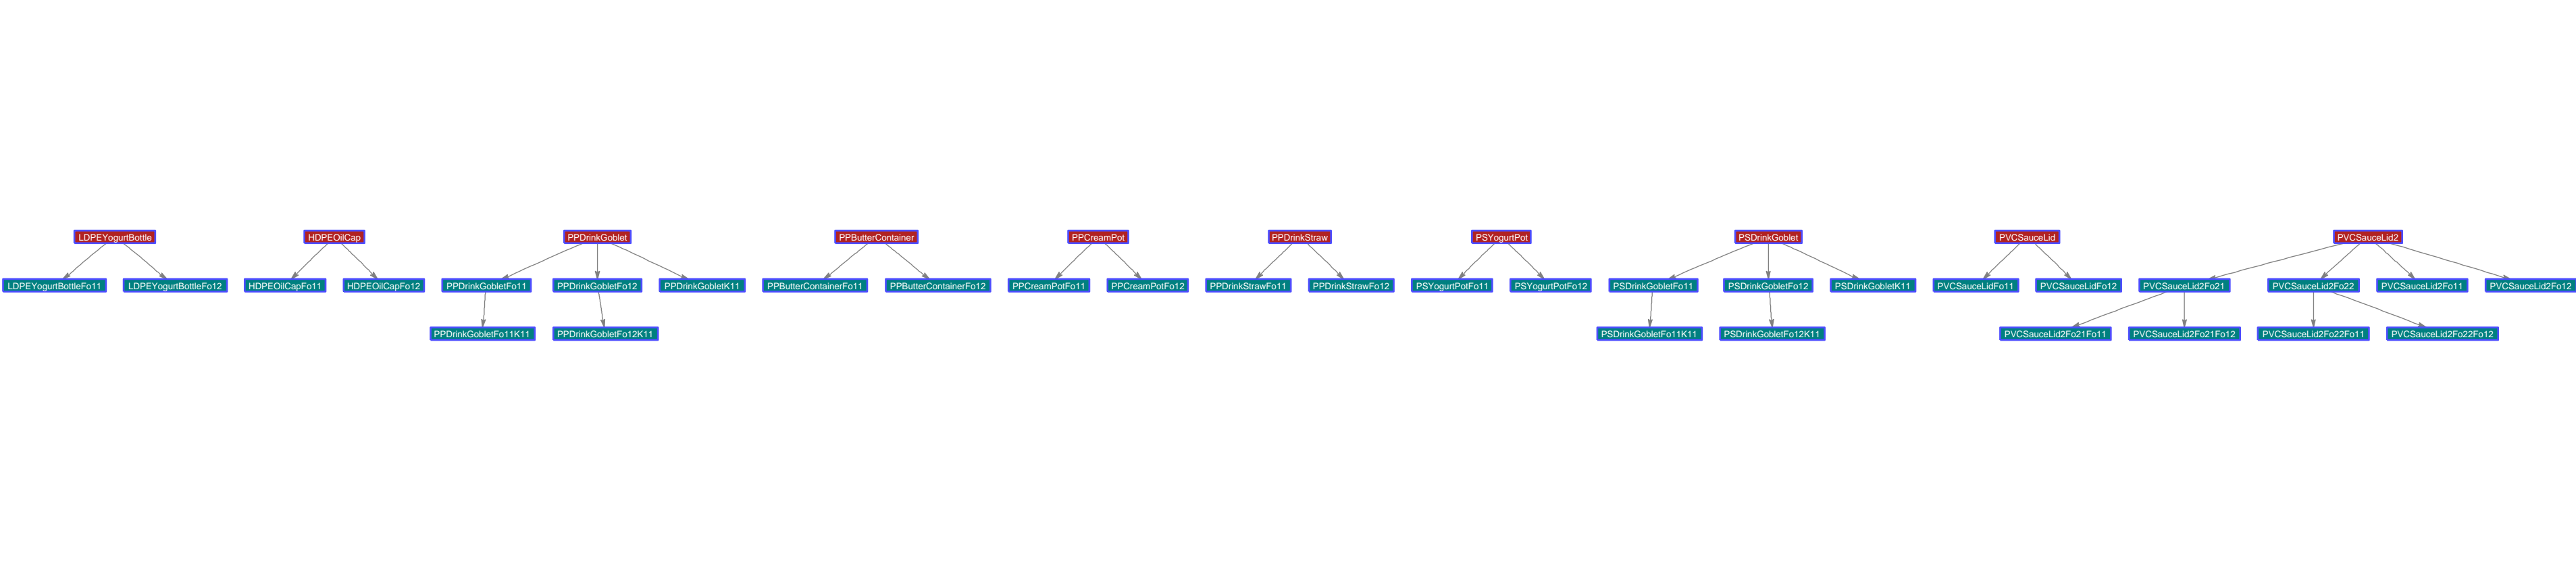 LDPEYogurtBottle
HDPEOilCap
PPDrinkGoblet
PPButterContainer
PPCreamPot
PPDrinkStraw
PSYogurtPot
PSDrinkGoblet
PVCSauceLid
PVCSauceLid2
LDPEYogurtBottleFo11
LDPEYogurtBottleFo12
HDPEOilCapFo11
HDPEOilCapFo12
PPDrinkGobletFo11
PPDrinkGobletFo12
PPDrinkGobletK11
PPButterContainerFo11
PPButterContainerFo12
PPCreamPotFo11
PPCreamPotFo12
PPDrinkStrawFo11
PPDrinkStrawFo12
PSYogurtPotFo11
PSYogurtPotFo12
PSDrinkGobletFo11
PSDrinkGobletFo12
PSDrinkGobletK11
PVCSauceLidFo11
PVCSauceLidFo12
PVCSauceLid2Fo21
PVCSauceLid2Fo22
PVCSauceLid2Fo11
PVCSauceLid2Fo12
PPDrinkGobletFo11K11
PPDrinkGobletFo12K11
PSDrinkGobletFo11K11
PSDrinkGobletFo12K11
PVCSauceLid2Fo21Fo11
PVCSauceLid2Fo21Fo12
PVCSauceLid2Fo22Fo11
PVCSauceLid2Fo22Fo12